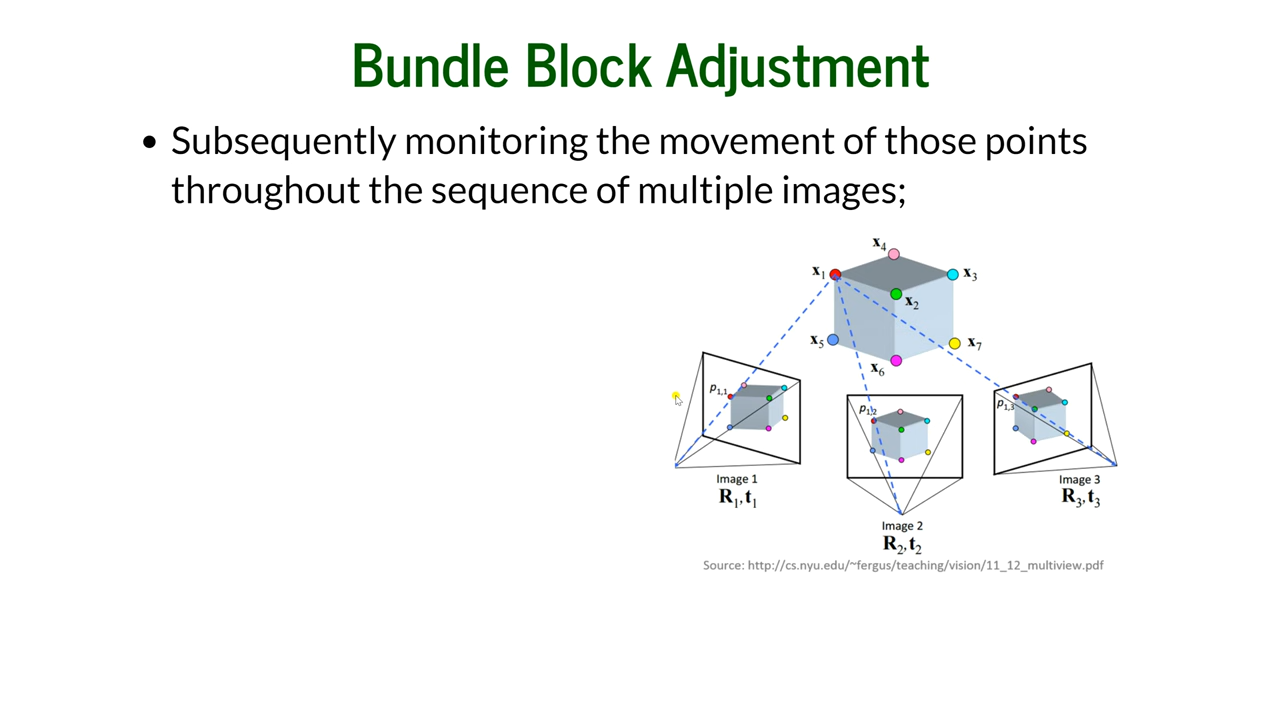 Bundle Block Adjustment
• Subsequently monitoring the movement of those points
throughout the sequence of multiple images;
x4
x1
x3
x2
x5
x7
x6
p1,1
p1,2
p1,3
Image 1
R1,t1
Image 3
R3,t3
Image 2
R2,t2
Source: http://cs.nyu.edu/~fergus/teaching/vision/11_12_multiview.pdf